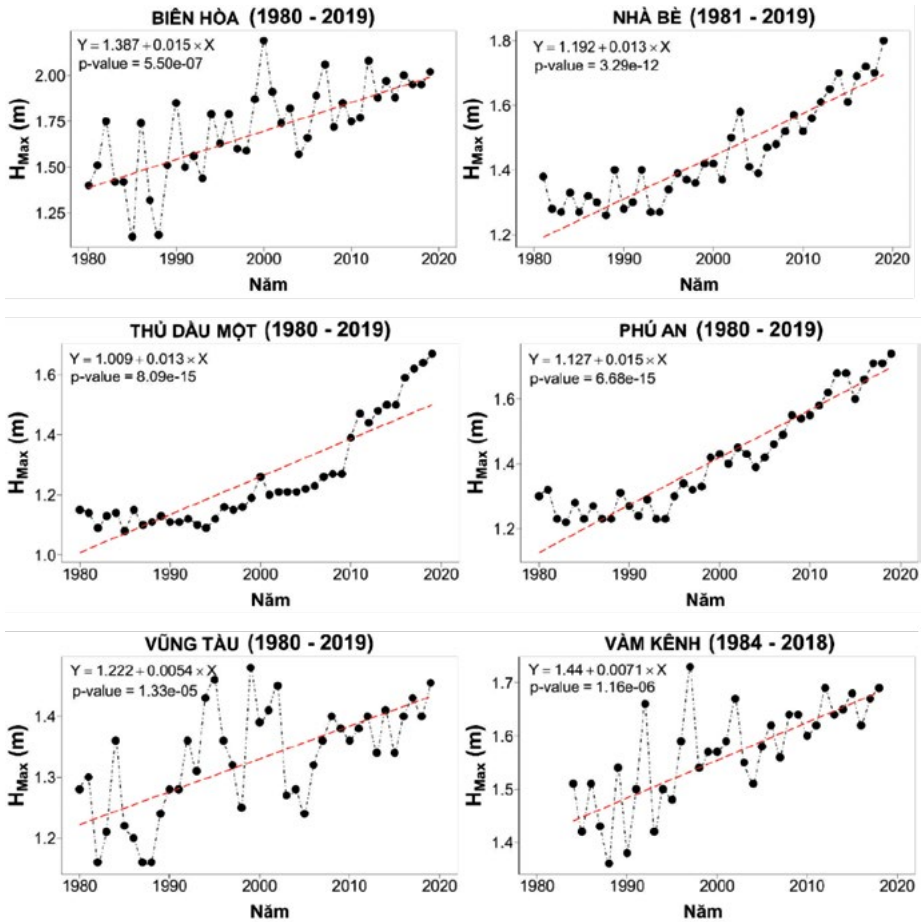 BIÊN HÒA (1980 - 2019)
Y = 1.387 + 0.015 × X
p-value = 5.50e-07
H_Max (m)
2.00
1.75
1.50
1.25
1980
1990
2000
2010
2020
Năm
NHÀ BÈ (1981 - 2019)
Y = 1.192 + 0.013 × X
p-value = 3.29e-12
H_Max (m)
1.8
1.6
1.4
1.2
1980
1990
2000
2010
2020
Năm
THỦ DẦU MỘT (1980 - 2019)
Y = 1.009 + 0.013 × X
p-value = 8.09e-15
H_Max (m)
1.6
1.4
1.2
1.0
1980
1990
2000
2010
2020
Năm
PHÚ AN (1980 - 2019)
Y = 1.127 + 0.015 × X
p-value = 6.68e-15
H_Max (m)
1.6
1.4
1.2
1980
1990
2000
2010
2020
Năm
VŨNG TÀU (1980 - 2019)
Y = 1.222 + 0.0054 × X
p-value = 1.33e-05
H_Max (m)
1.4
1.3
1.2
1980
1990
2000
2010
2020
Năm
VÀM KÊNH (1984 - 2018)
Y = 1.44 + 0.0071 × X
p-value = 1.16e-06
H_Max (m)
1.7
1.6
1.5
1.4
1980
1990
2000
2010
2020
Năm